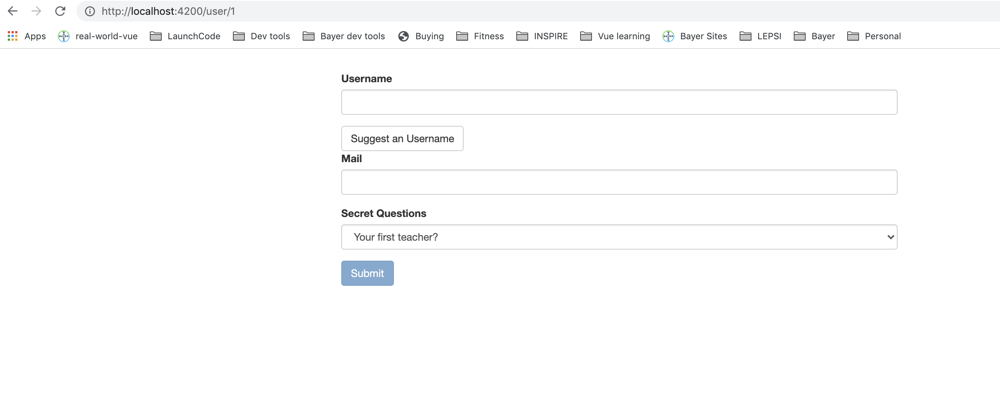 http://localhost:4200/user/1
Apps real-world-vue LaunchCode Dev tools Bayer dev tools Buying Fitness INSPIRE Vue learning Bayer Sites LEPSI Bayer Personal
Username
Suggest an Username
Mail
Secret Questions
Your first teacher?
Submit